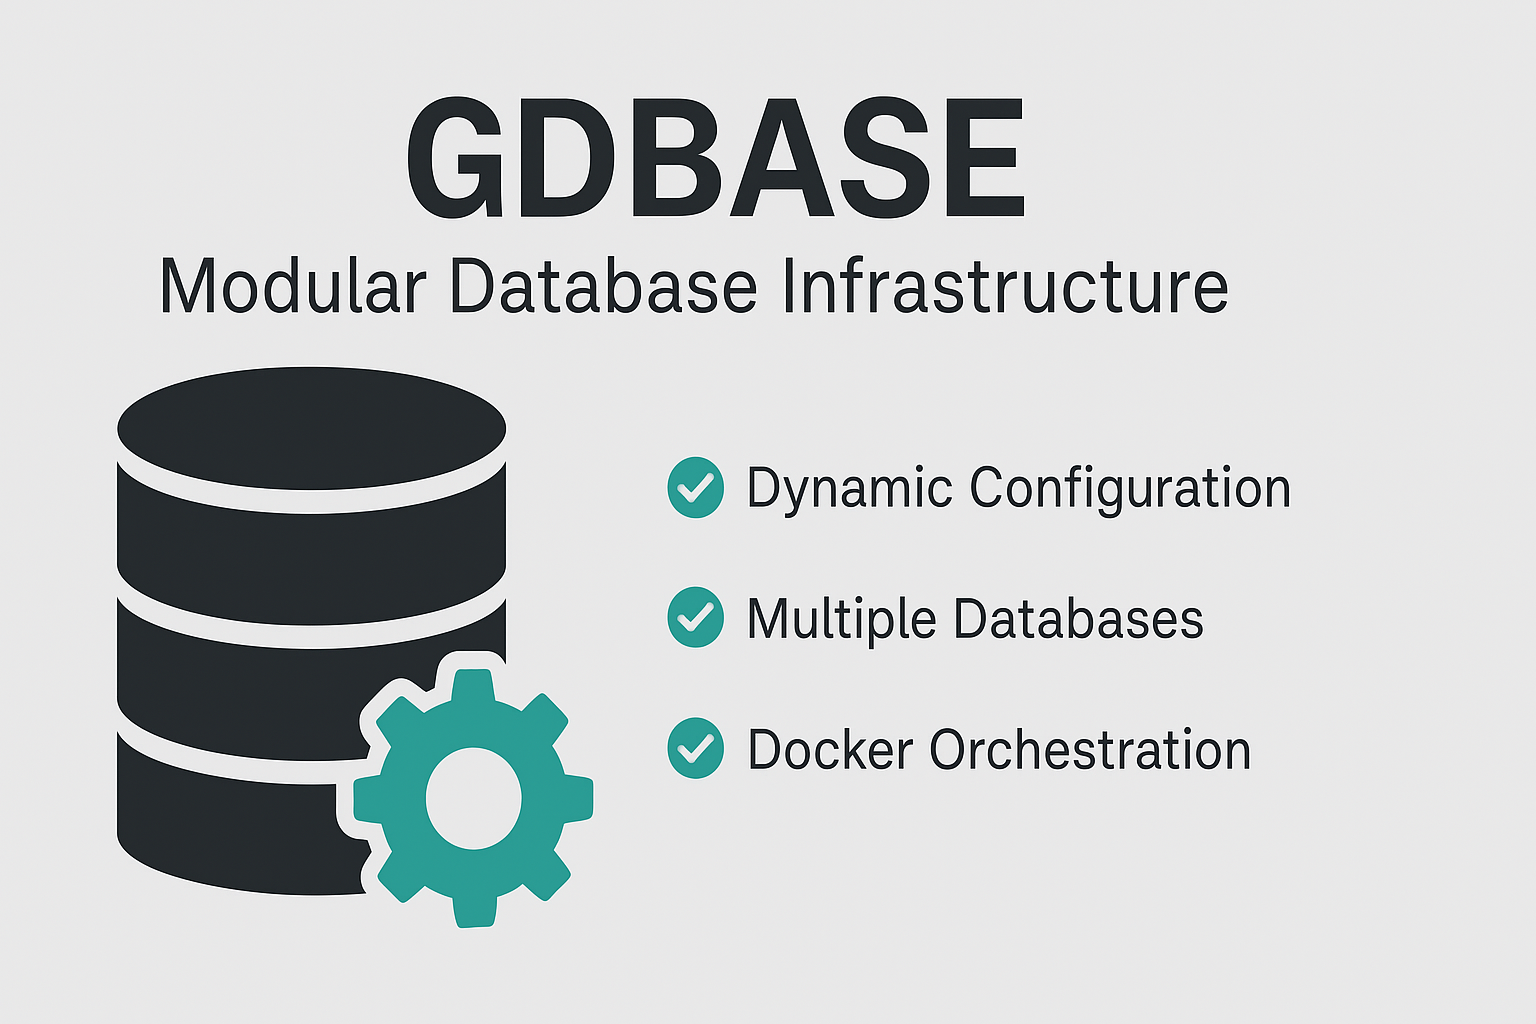 GDBASE
Modular Database Infrastructure
Dynamic Configuration
Multiple Databases
Docker Orchestration